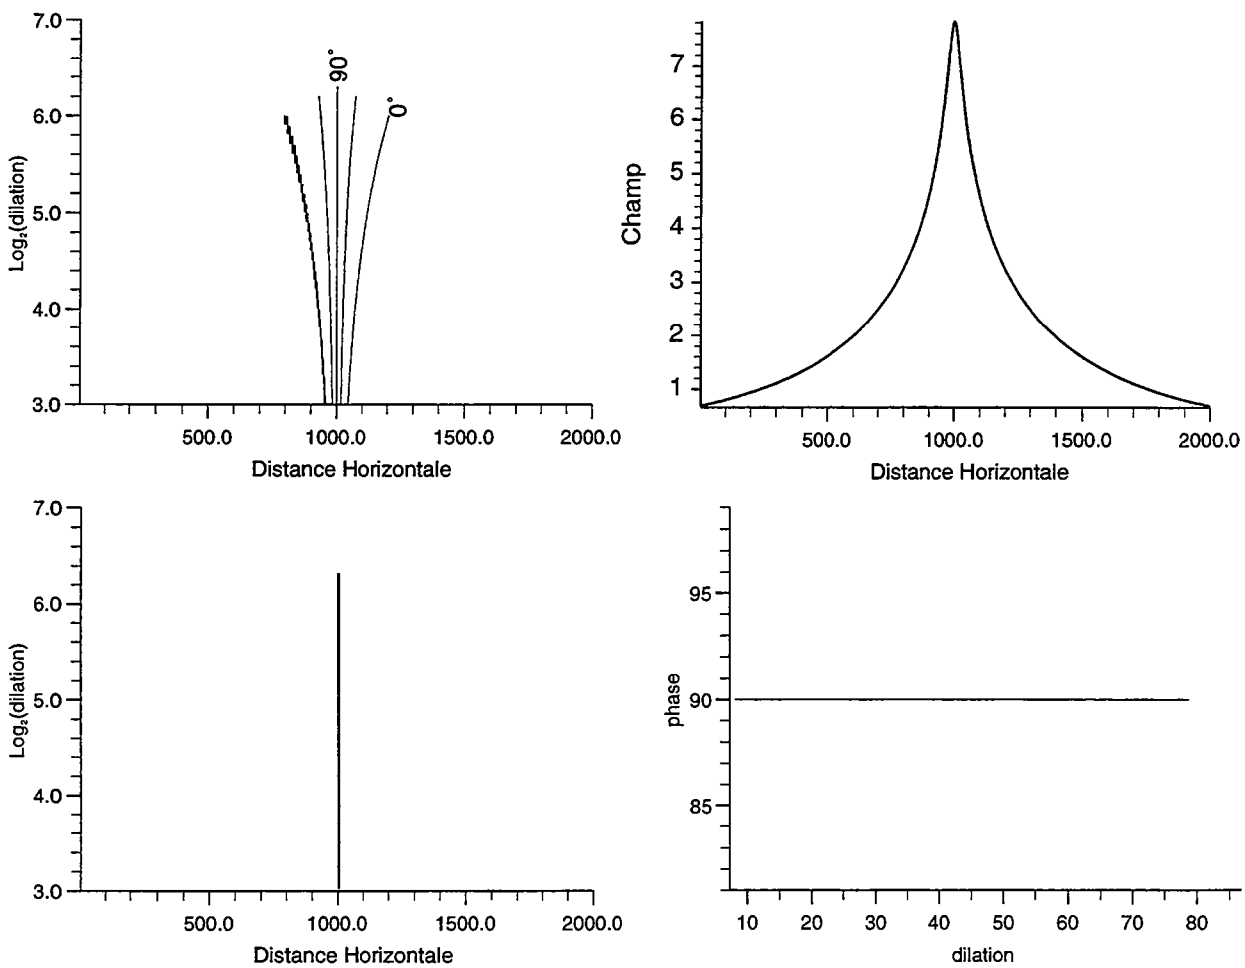 7.0
6.0
5.0
4.0
3.0
Log₂(dilation)
90°
0°
500.0 1000.0 1500.0 2000.0
Distance Horizontale
7
6
5
4
3
2
1
Champ
500.0 1000.0 1500.0 2000.0
Distance Horizontale
7.0
6.0
5.0
4.0
3.0
Log₂(dilation)
500.0 1000.0 1500.0 2000.0
Distance Horizontale
95
90
85
phase
10 20 30 40 50 60 70 80
dilation